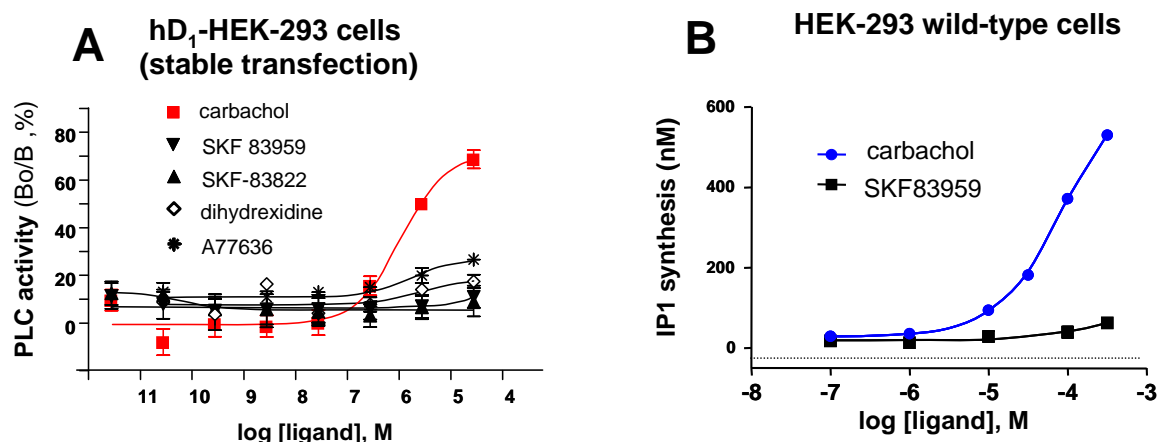 A
hD1-HEK-293 cells
(stable transfection)
carbachol
SKF 83959
SKF-83822
dihydrexidine
A77636
PLC activity (Bo/B ,%)
80
60
40
20
0
11 10 9 8 7 6 5 4
log [ligand], M
B
HEK-293 wild-type cells
carbachol
SKF83959
IP1 synthesis (nM)
600
400
200
0
-8 -7 -6 -5 -4 -3
log [ligand], M